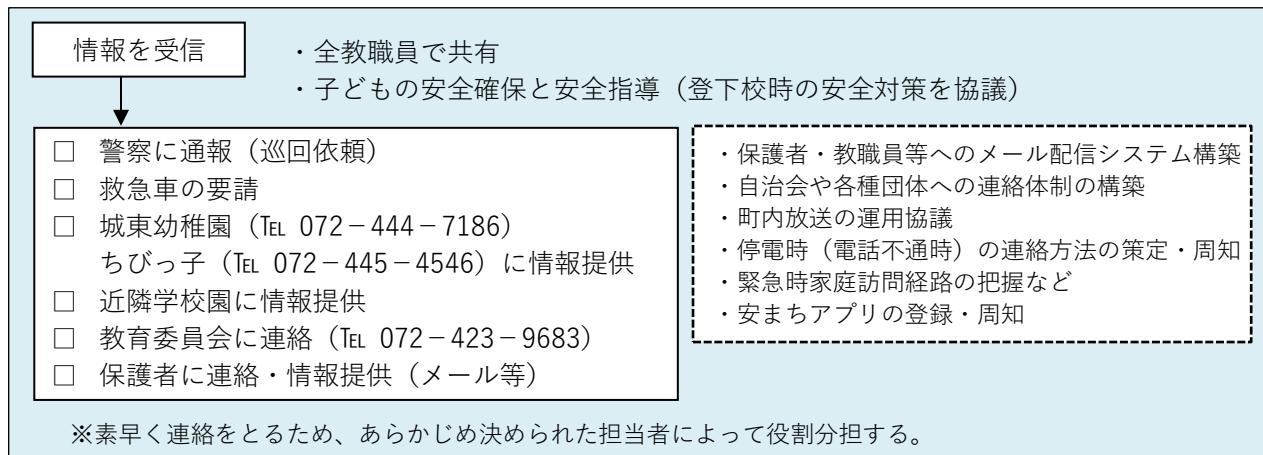 情報を受信
・全教職員で共有
・子どもの安全確保と安全指導（登下校時の安全対策を協議）
□ 警察に通報（巡回依頼）
□ 救急車の要請
□ 城東幼稚園（℡ 072－444－7186）
ちびっ子（℡ 072－445－4546）に情報提供
□ 近隣学校園に情報提供
□ 教育委員会に連絡（℡ 072－423－9683）
□ 保護者に連絡・情報提供（メール等）
・保護者・教職員等へのメール配信システム構築
・自治会や各種団体への連絡体制の構築
・町内放送の運用協議
・停電時（電話不通時）の連絡方法の策定・周知
・緊急時家庭訪問経路の把握など
・安まちアプリの登録・周知
※素早く連絡をとるため、あらかじめ決められた担当者によって役割分担する。